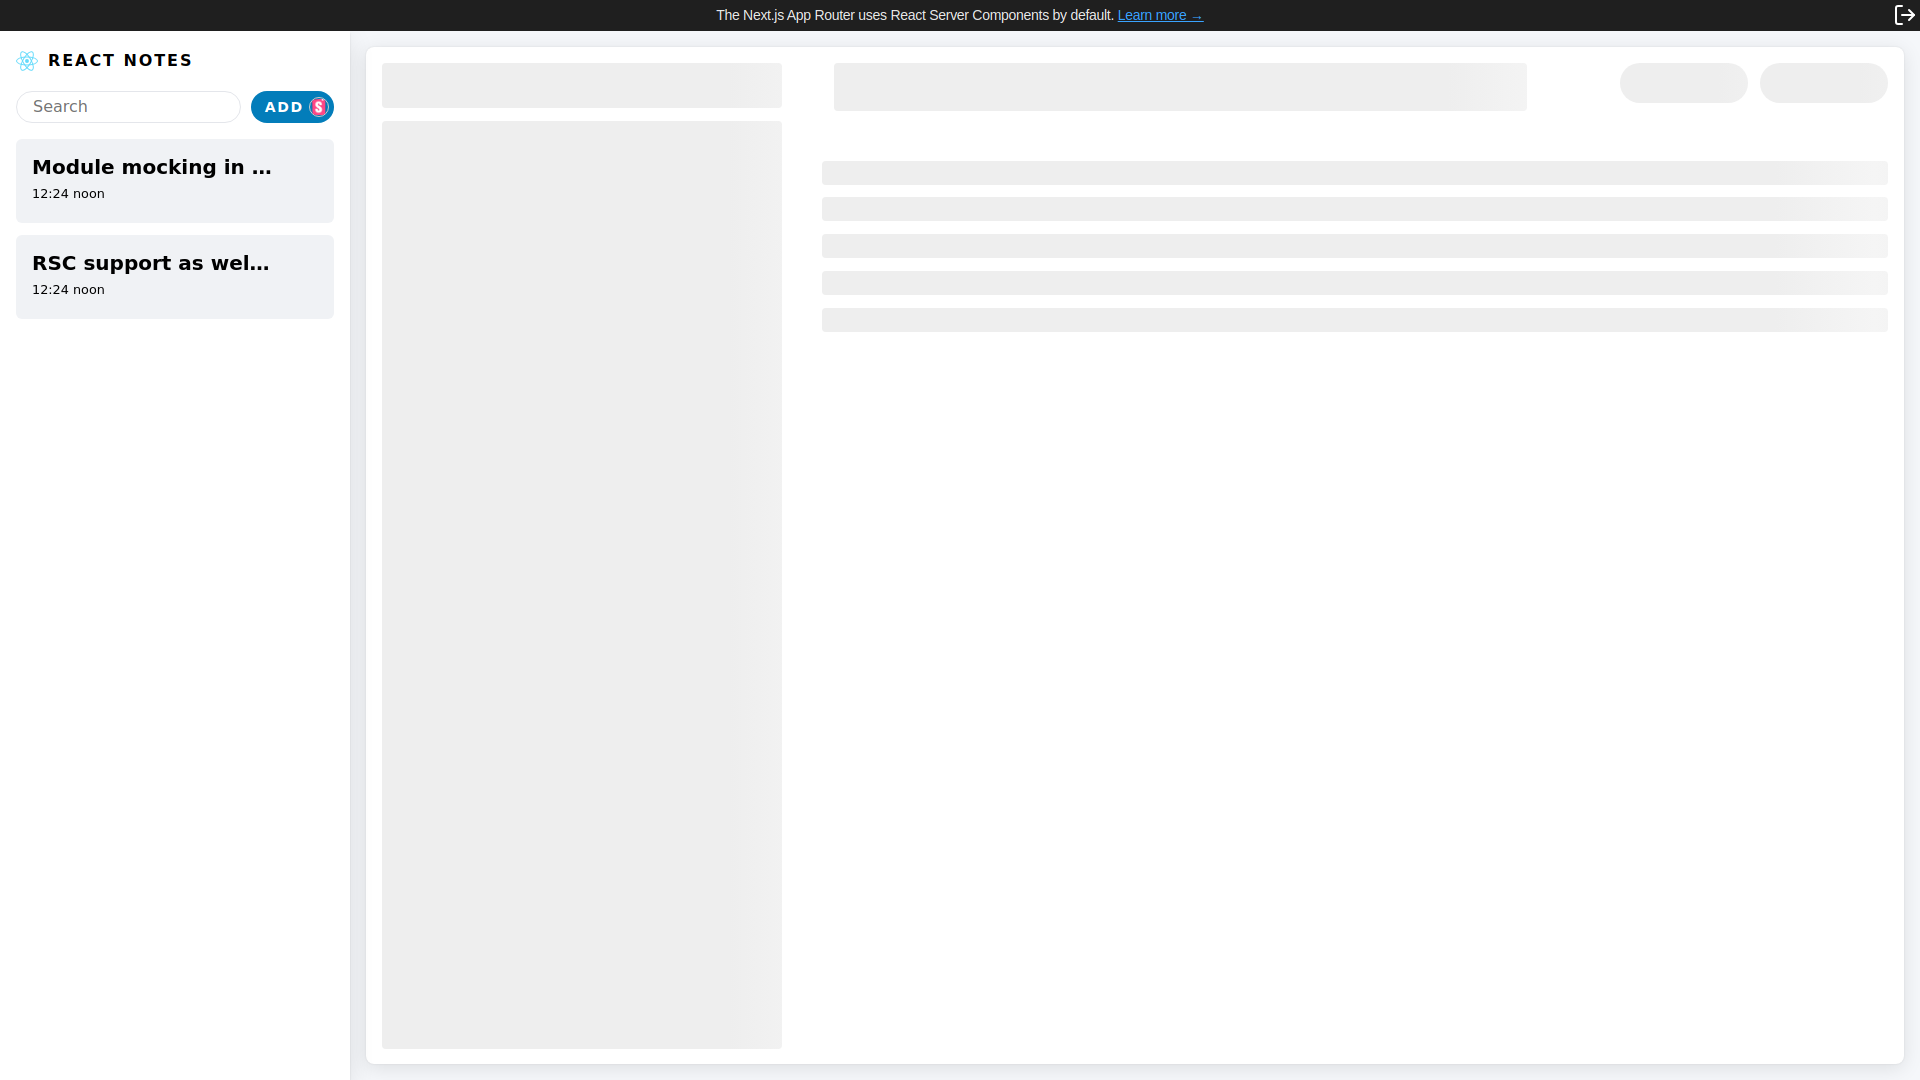 The Next.js App Router uses React Server Components by default. Learn more →
REACT NOTES
Search
ADD
Module mocking in ...
12:24 noon
RSC support as wel...
12:24 noon